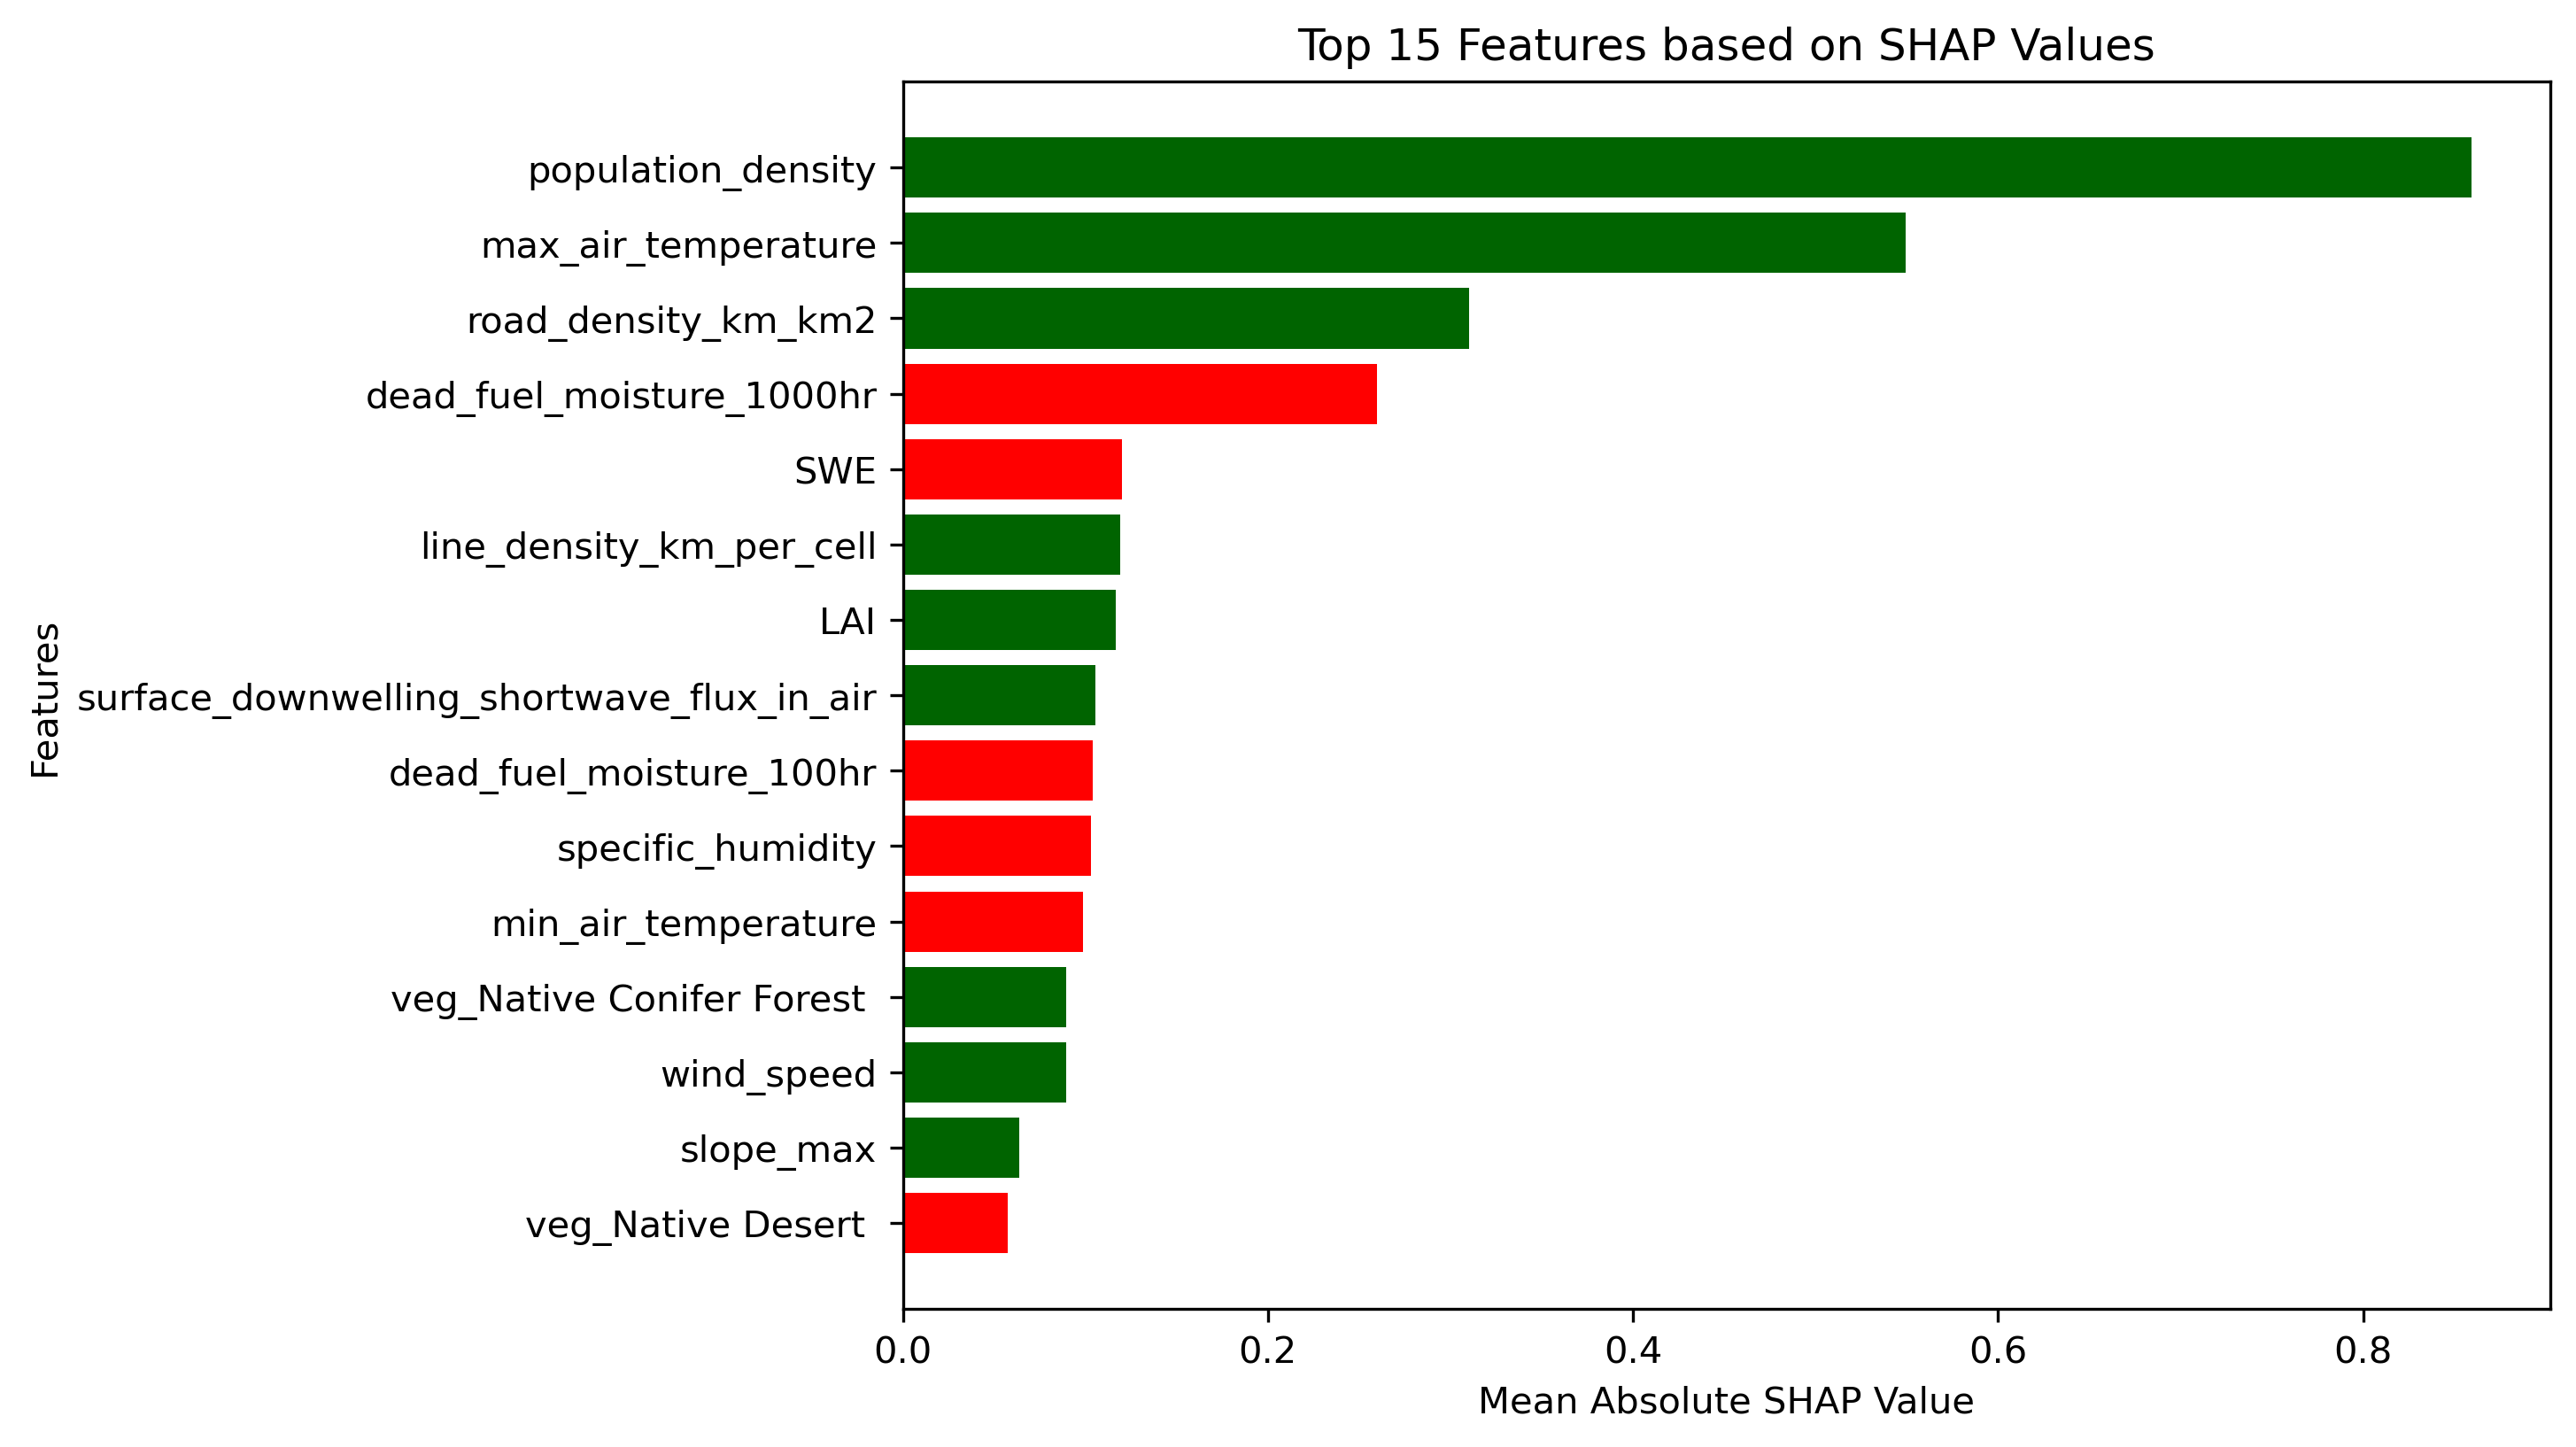 Top 15 Features based on SHAP Values
population_density
max_air_temperature
road_density_km_km2
dead_fuel_moisture_1000hr
SWE
line_density_km_per_cell
LAI
surface_downwelling_shortwave_flux_in_air
dead_fuel_moisture_100hr
specific_humidity
min_air_temperature
veg_Native Conifer Forest
wind_speed
slope_max
veg_Native Desert
Features
0.0 0.2 0.4 0.6 0.8
Mean Absolute SHAP Value